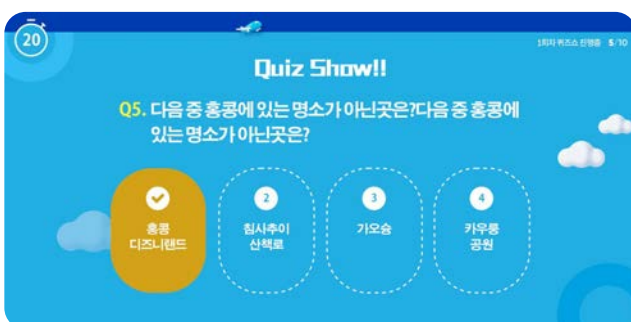 20
1회차 퀴즈쇼 진행중 5/10
Quiz Show!!
Q5. 다음 중 홍콩에 있는 명소가 아닌곳은?다음 중 홍콩에
있는 명소가 아닌곳은?
홍콩
디즈니랜드
2
침사추이
산책로
3
가오슝
4
카우룽
공원